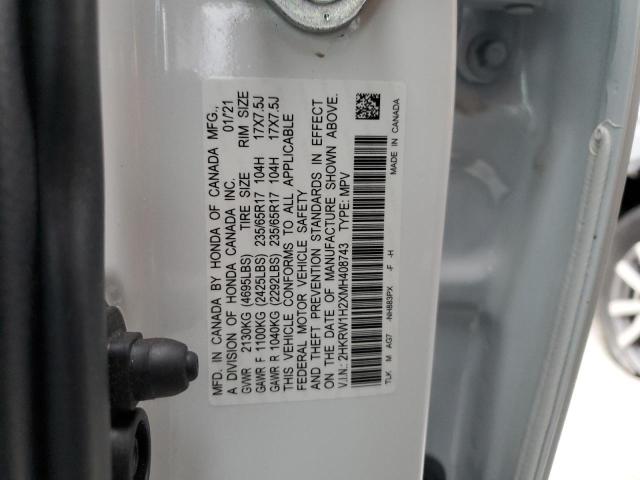 MFD. IN CANADA BY HONDA OF CANADA MFG.,
A DIVISION OF HONDA CANADA INC. 01/21
GVWR 2130KG (4695LBS) TIRE SIZE RIM SIZE
GAWR F 1100KG (2425LBS) 235/65R17 104H 17X7.5J
GAWR R 1040KG (2292LBS) 235/65R17 104H 17X7.5J
THIS VEHICLE CONFORMS TO ALL APPLICABLE
FEDERAL MOTOR VEHICLE SAFETY
AND THEFT PREVENTION STANDARDS IN EFFECT
ON THE DATE OF MANUFACTURE SHOWN ABOVE.
V.I.N.: 2HKRW1H2XMH408743 TYPE: MPV
TLK M AG7 -NH883PX -F -H MADE IN CANADA